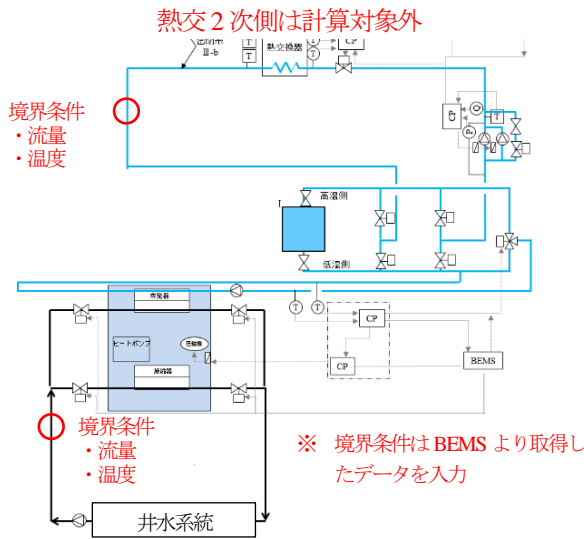 熱交２次側は計算対象外
Ⅲ-b
T
T
熱交換器
T
T
CP
境界条件
・流量
・温度
CP
Q
T
P
I
高温側
低温側
蒸発器
T
T
ヒートポンプ
圧縮機
CP
CP
BEMS
凝縮器
境界条件
・流量
・温度
※ 境界条件は BEMS より取得し
たデータを入力
井水系統